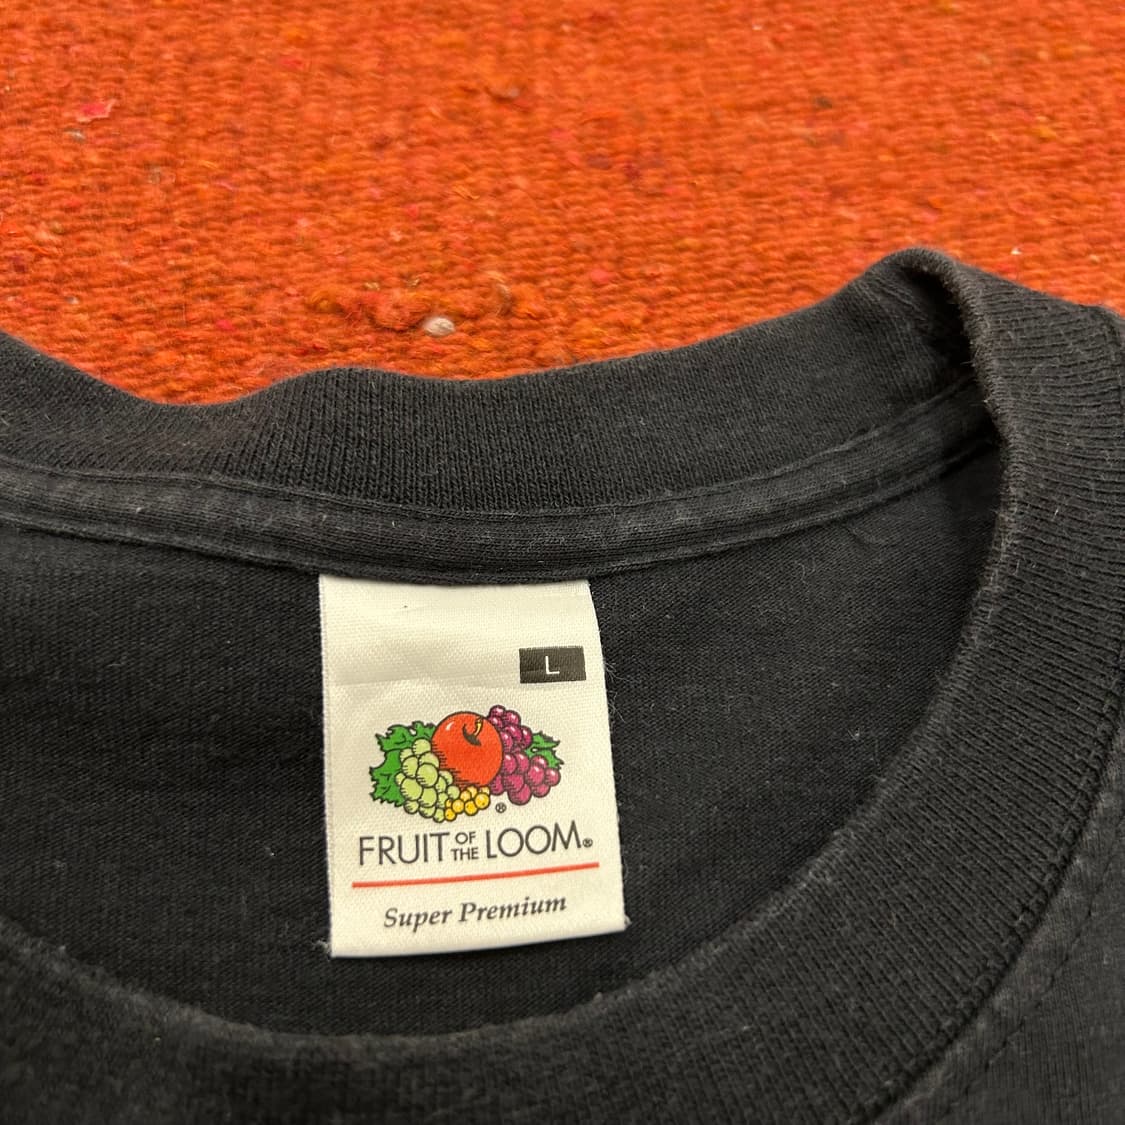 L
®
FRUIT OF THE LOOM®
Super Premium